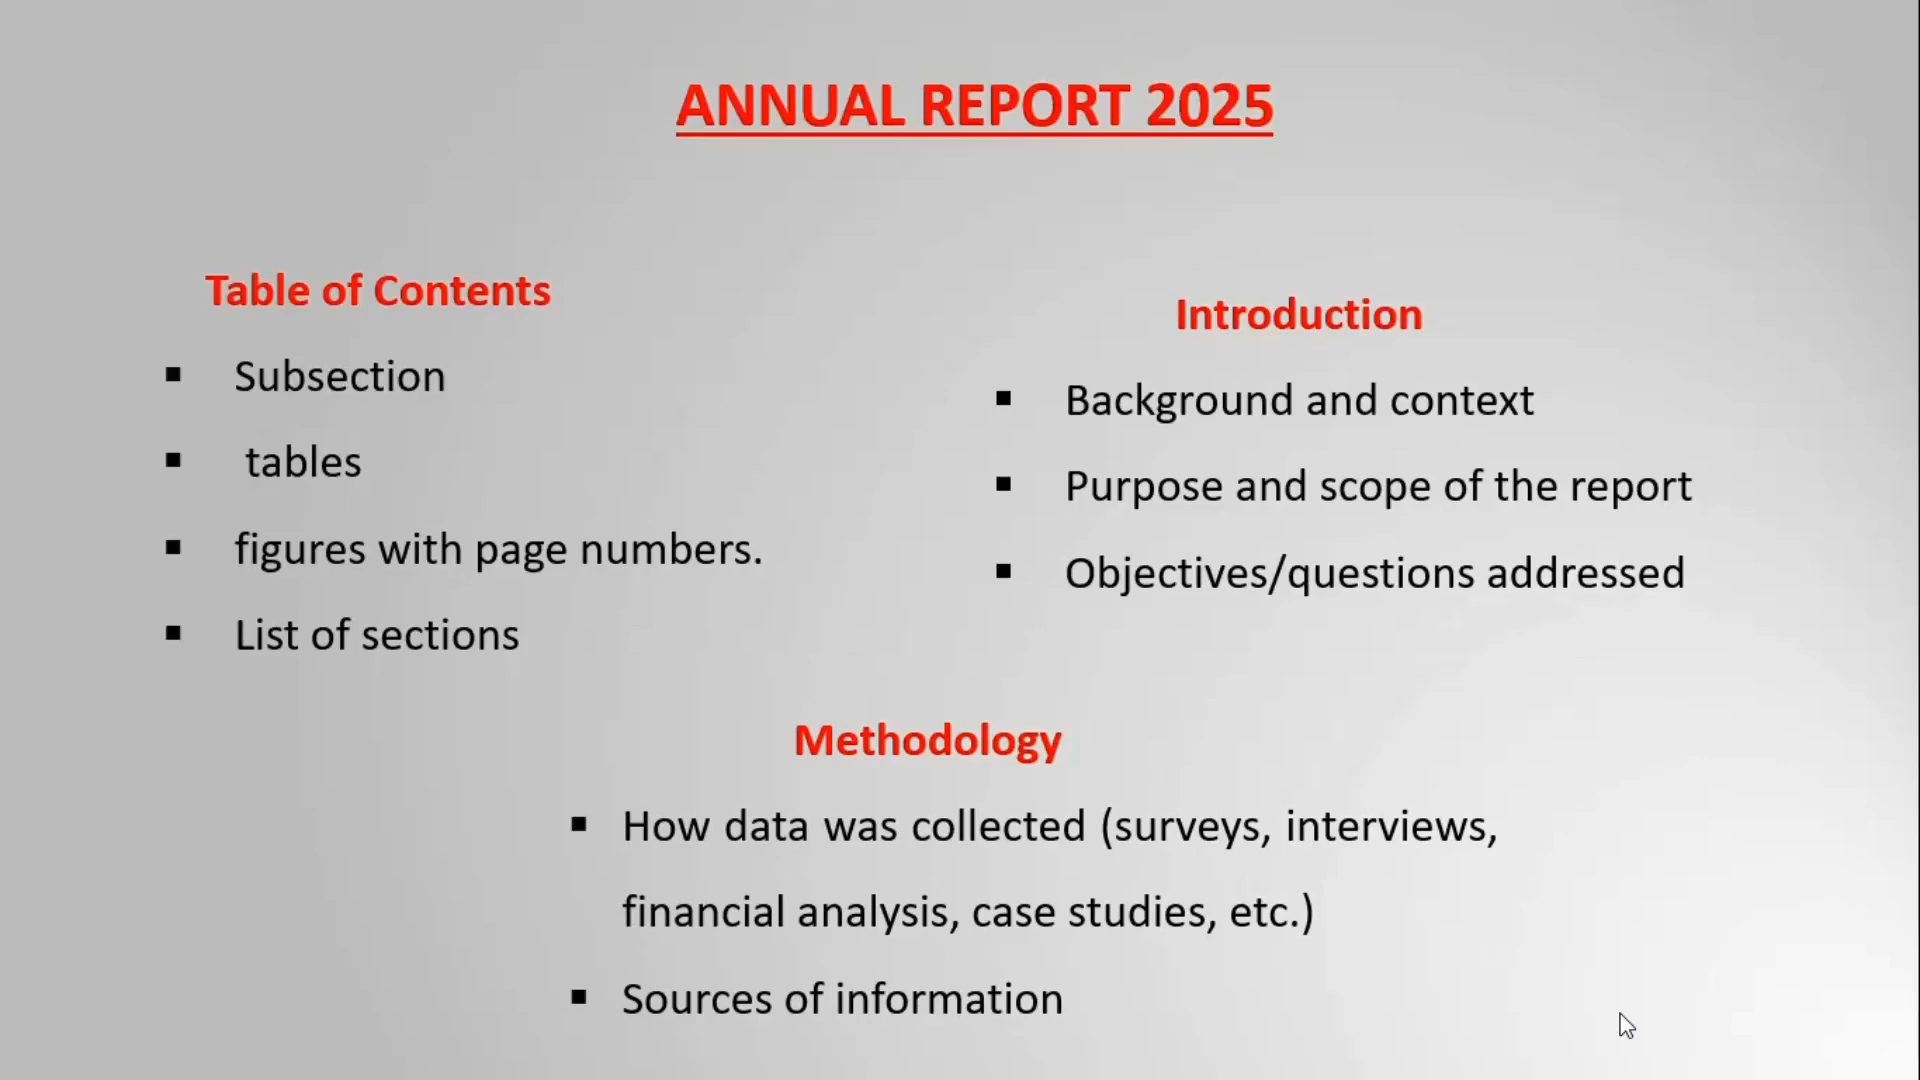 ANNUAL REPORT 2025
Table of Contents
▪ Subsection
▪ tables
▪ figures with page numbers.
▪ List of sections
Introduction
▪ Background and context
▪ Purpose and scope of the report
▪ Objectives/questions addressed
Methodology
▪ How data was collected (surveys, interviews,
financial analysis, case studies, etc.)
▪ Sources of information